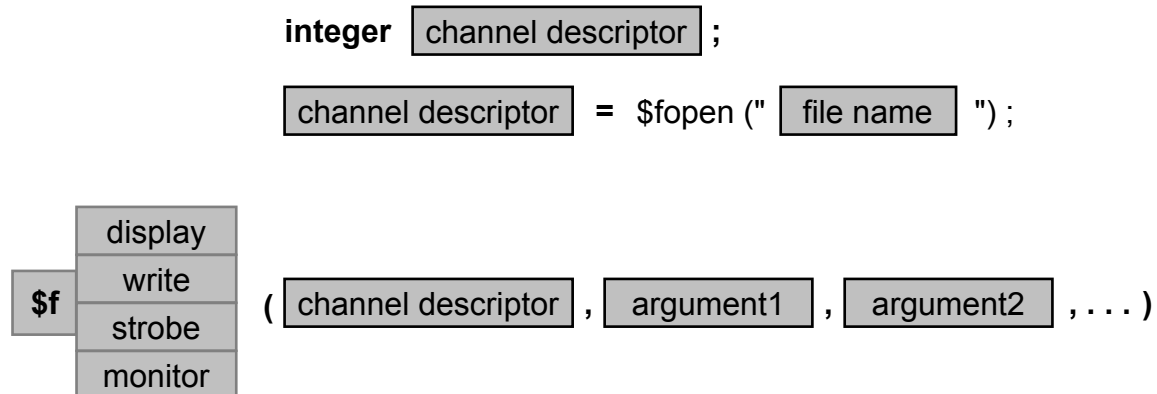 integer channel descriptor ;
channel descriptor = $fopen (" file name ") ;
display
write
$f ( channel descriptor , argument1 , argument2 , . . . )
strobe
monitor